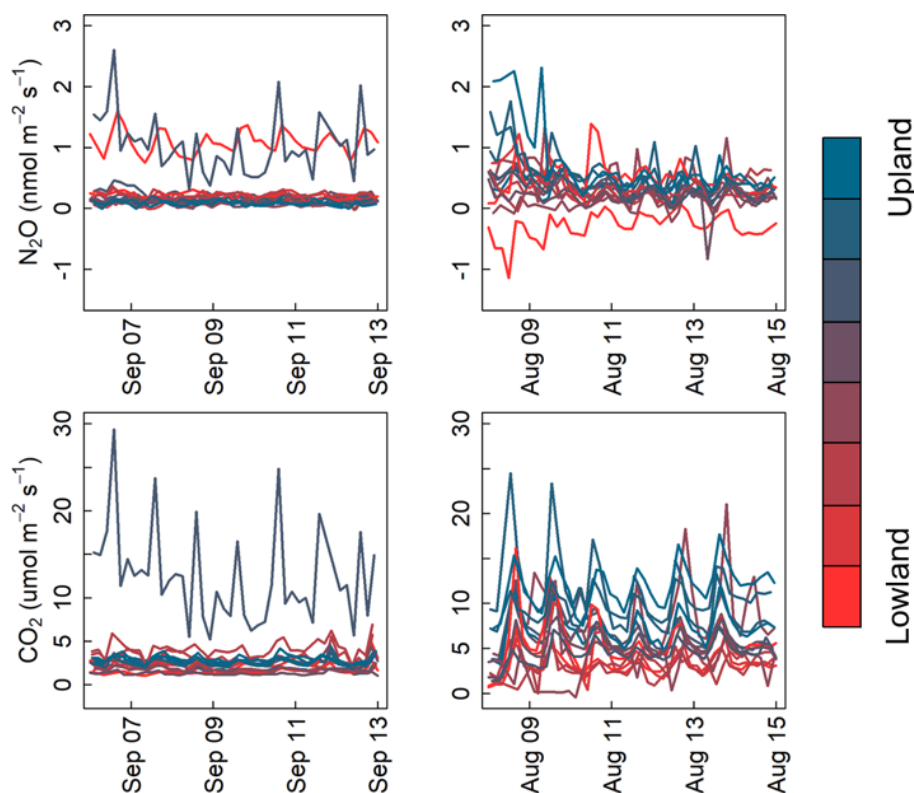 N₂O (nmol m⁻² s⁻¹)
3
2
1
0
-1
Sep 07
Sep 09
Sep 11
Sep 13
3
2
1
0
-1
Aug 09
Aug 11
Aug 13
Aug 15
CO₂ (umol m⁻² s⁻¹)
30
20
10
5
0
Sep 07
Sep 09
Sep 11
Sep 13
30
20
10
5
0
Aug 09
Aug 11
Aug 13
Aug 15
Upland
Lowland